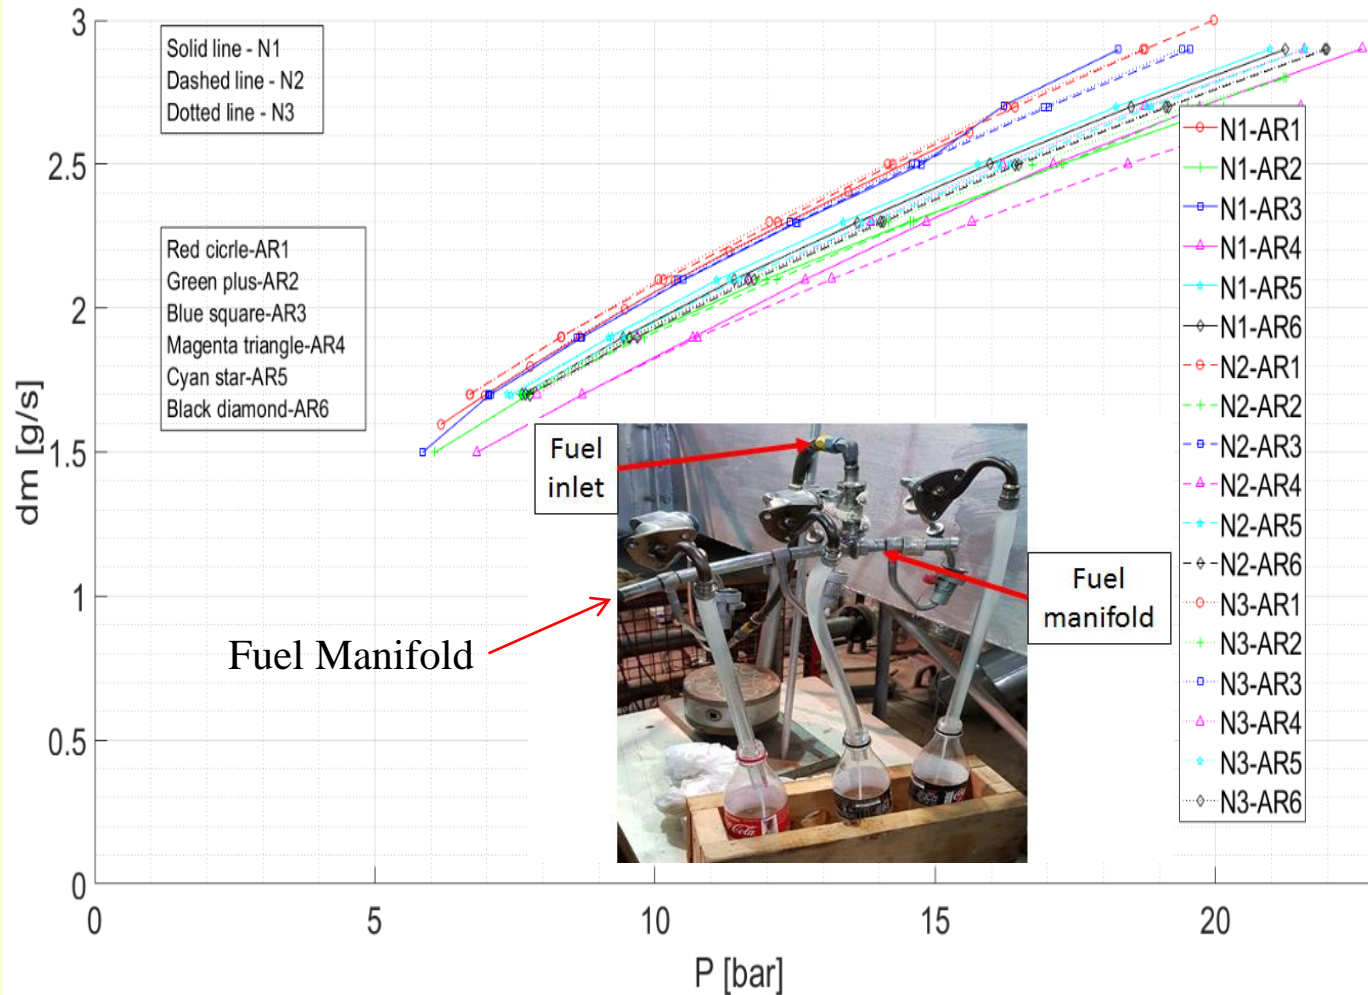 3
2.5
2
1.5
1
0.5
0
dm [g/s]
Solid line - N1
Dashed line - N2
Dotted line - N3
Red cicrle-AR1
Green plus-AR2
Blue square-AR3
Magenta triangle-AR4
Cyan star-AR5
Black diamond-AR6
N1-AR1
N1-AR2
N1-AR3
N1-AR4
N1-AR5
N1-AR6
N2-AR1
N2-AR2
N2-AR3
N2-AR4
N2-AR5
N2-AR6
N3-AR1
N3-AR2
N3-AR3
N3-AR4
N3-AR5
N3-AR6
Fuel
inlet
Fuel
manifold
Fuel Manifold
Coca-Cola
0
5
10
15
20
P [bar]